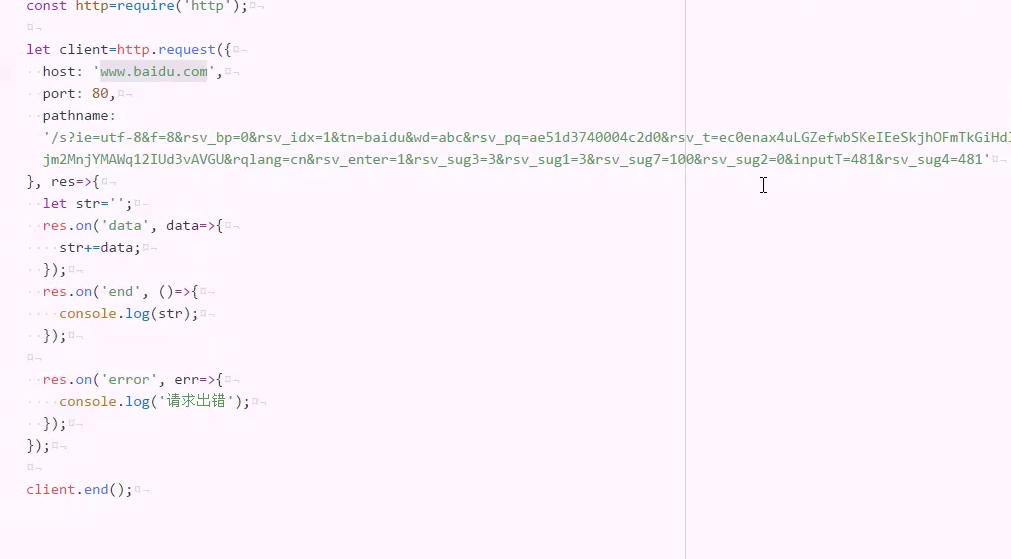 const http=require('http');
let client=http.request({
host: 'www.baidu.com',
port: 80,
pathname:
'/s?ie=utf-8&f=8&rsv_bp=0&rsv_idx=1&tn=baidu&wd=abc&rsv_pq=ae51d3740004c2d0&rsv_t=ec0enax4uLGZefwbSKeIEeSkjhOFmTkGiHdl
jm2MnjYMAWq12IUd3vAVGU&rqlang=cn&rsv_enter=1&rsv_sug3=3&rsv_sug1=3&rsv_sug7=100&rsv_sug2=0&inputT=481&rsv_sug4=481'
}, res=>{
let str='';
res.on('data', data=>{
str+=data;
});
res.on('end', ()=>{
console.log(str);
});
res.on('error', err=>{
console.log('请求出错');
});
});
client.end();